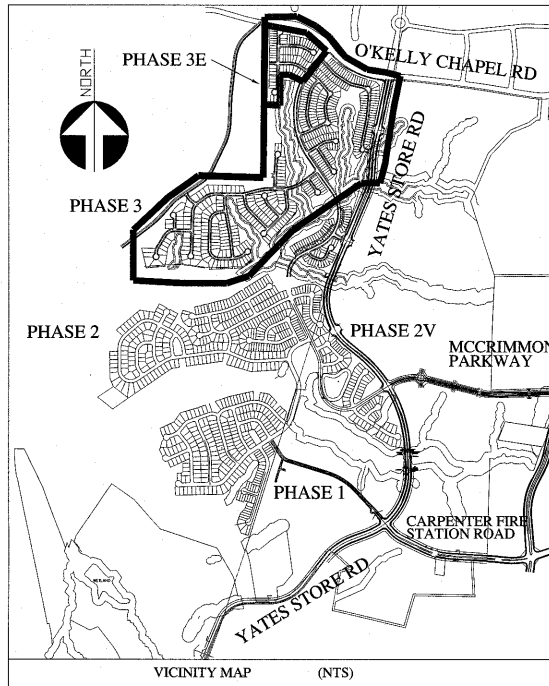 NORTH
PHASE 3E
O'KELLY CHAPEL RD
YATES STORE RD
PHASE 3
PHASE 2
PHASE 2V
MCCRIMMON
PARKWAY
PHASE 1
CARPENTER FIRE
STATION ROAD
YATES STORE RD
VICINITY MAP (NTS)